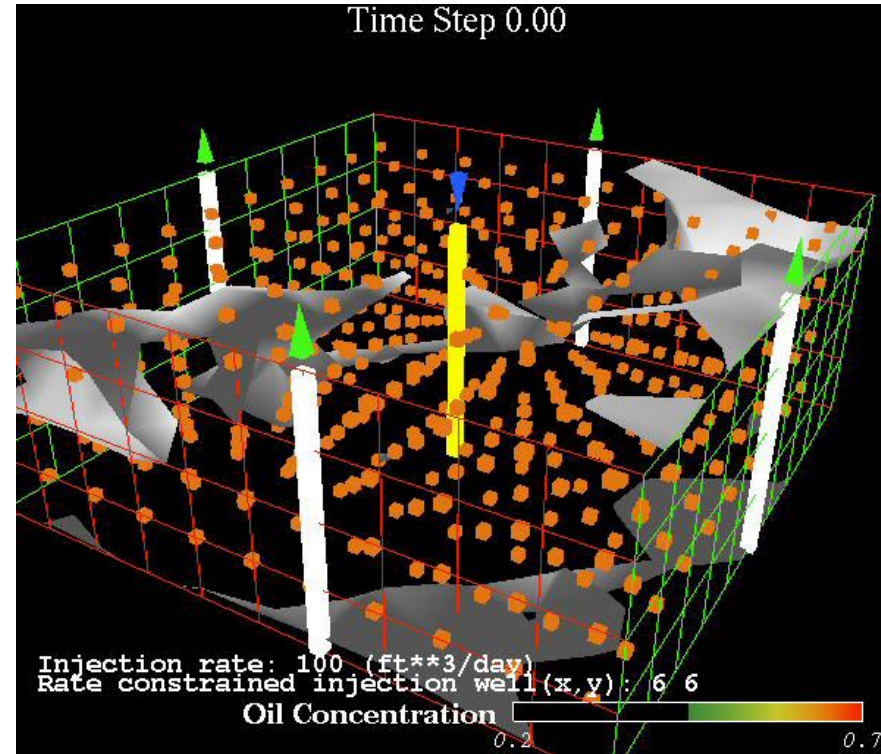 Time Step 0.00
Injection rate: 100 (ft**3/day)
Rate constrained injection well(x,y): 6 6
Oil Concentration
0.2 0.7